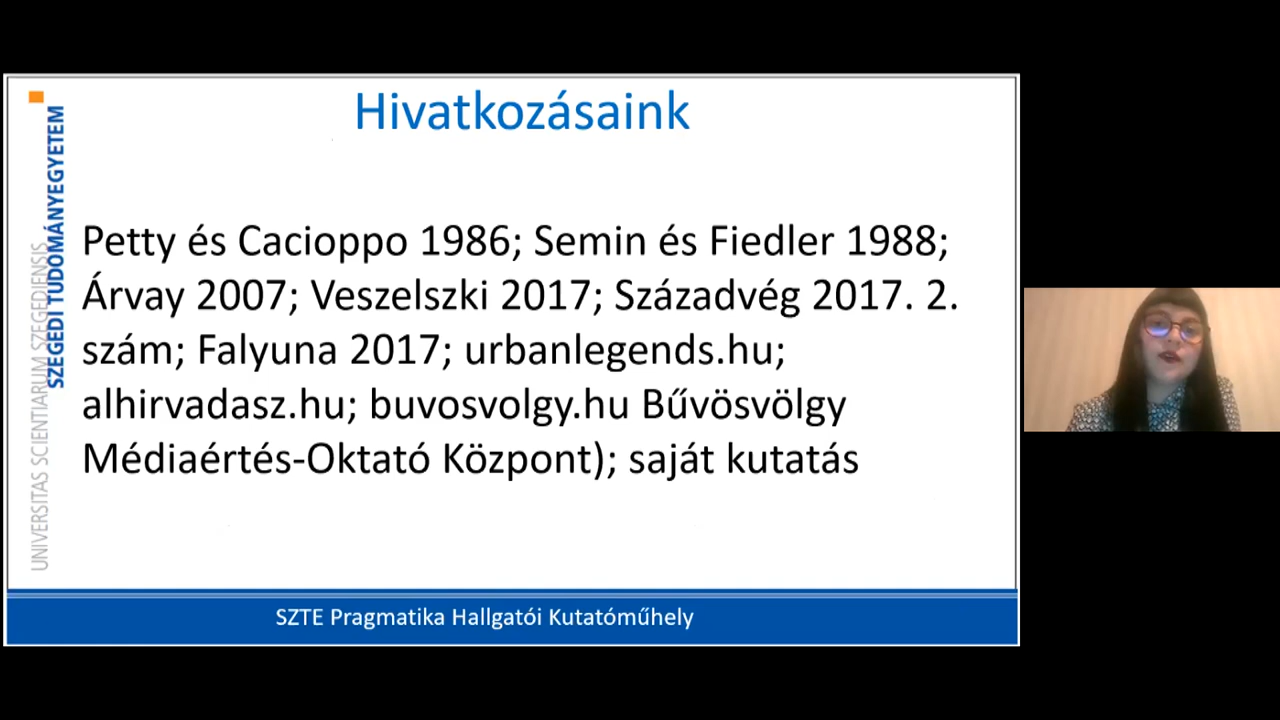 Hivatkozásaink
SZEGEDI TUDOMÁNYEGYETEM
UNIVERSITAS SCIENTIARUM SZEGEDIENSIS
Petty és Cacioppo 1986; Semin és Fiedler 1988;
Árvay 2007; Veszelszki 2017; Századvég 2017. 2.
szám; Falyuna 2017; urbanlegends.hu;
alhirvadasz.hu; buvosvolgy.hu Bűvösvölgy
Médiaértés-Oktató Központ); saját kutatás
SZTE Pragmatika Hallgatói Kutatóműhely